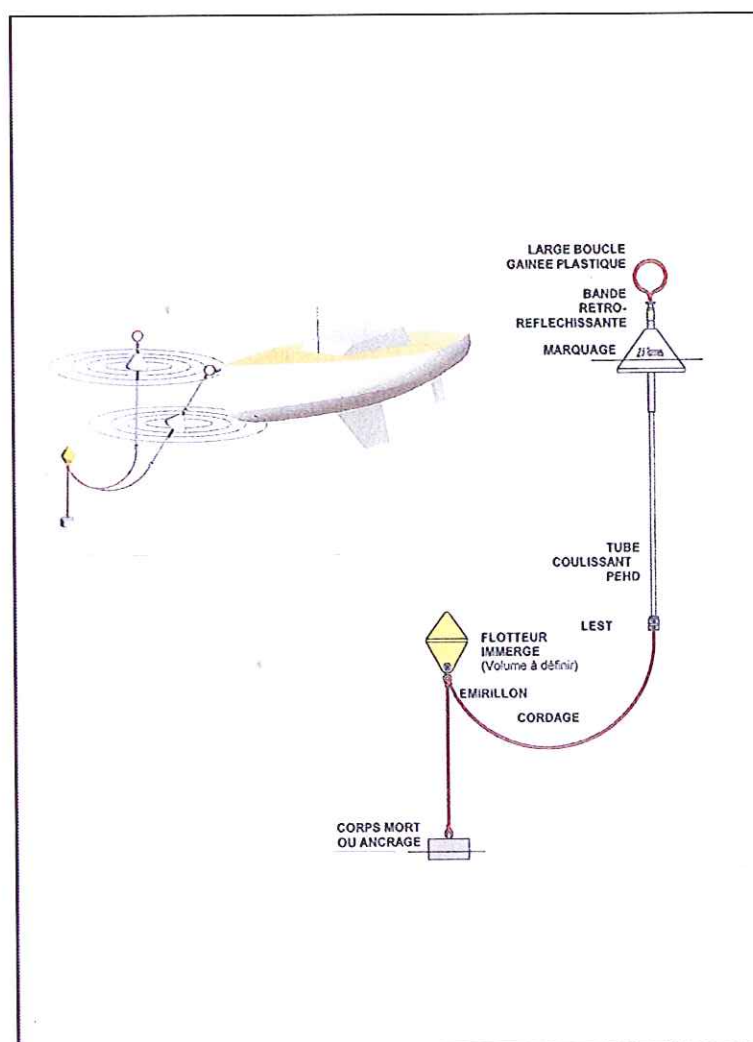 LARGE BOUCLE
GAINEE PLASTIQUE
BANDE
RETRO-
REFLECHISSANTE
MARQUAGE
TUBE
COULISSANT
PEHD
LEST
FLOTTEUR
IMMERGE
(Volume à définir)
EMIRILLON
CORDAGE
CORPS MORT
OU ANCRAGE